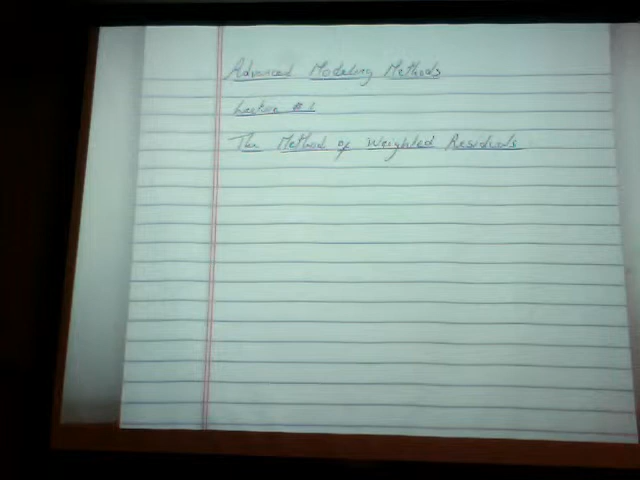 Advanced Modeling Methods
Lecture #1
The Method of Weighted Residuals